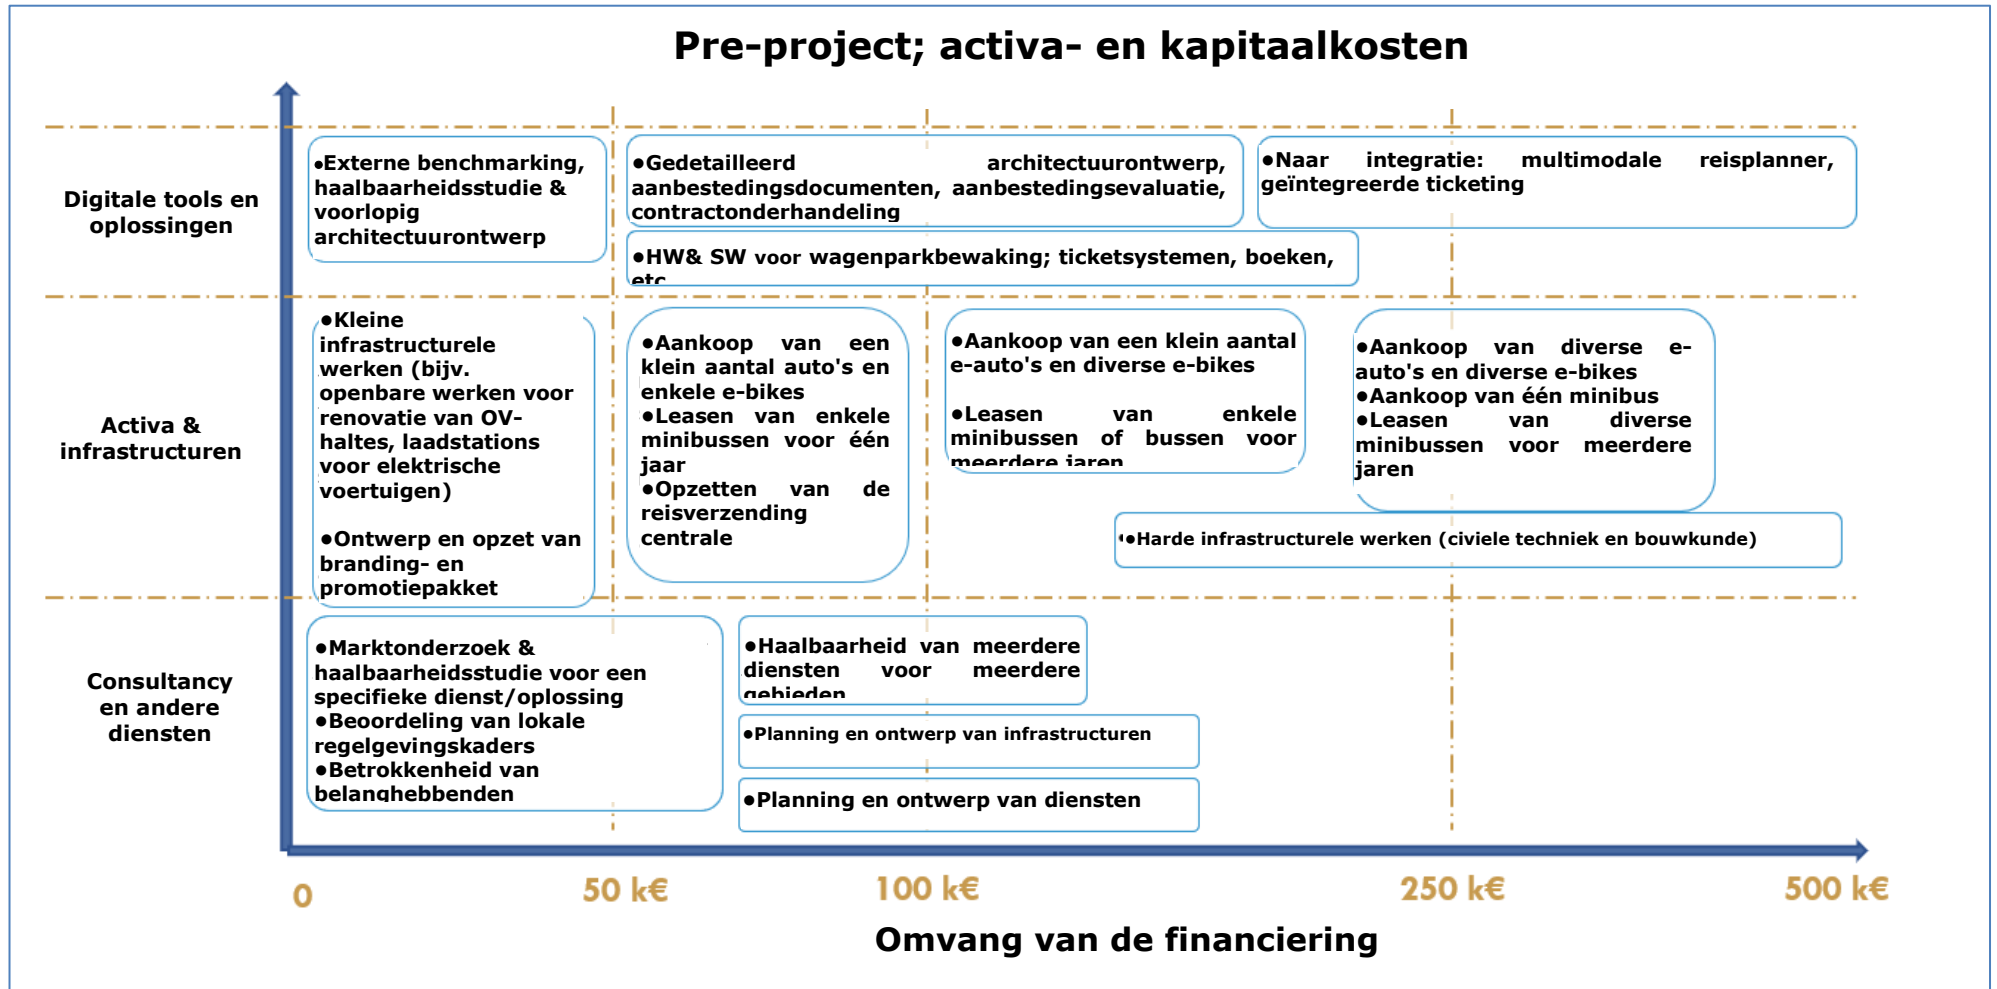 Pre-project; activa- en kapitaalkosten
Digitale tools en
oplossingen
●Externe benchmarking,
haalbaarheidsstudie &
voorlopig
architectuurontwerp
●Gedetailleerd architectuurontwerp,
aanbestedingsdocumenten, aanbestedingsevaluatie,
contractonderhandeling
●Naar integratie: multimodale reisplanner,
geïntegreerde ticketing
●HW& SW voor wagenparkbewaking; ticketsystemen, boeken,
etc
Activa &
infrastructuren
●Kleine
infrastructurele
werken (bijv.
openbare werken voor
renovatie van OV-
haltes, laadstations
voor elektrische
voertuigen)
●Ontwerp en opzet van
branding- en
promotiepakket
●Aankoop van een
klein aantal auto's en
enkele e-bikes
●Leasen van enkele
minibussen voor één
jaar
●Opzetten van de
reisverzending
centrale
●Aankoop van een klein aantal
e-auto's en diverse e-bikes
●Leasen van enkele
minibussen of bussen voor
meerdere jaren
●Aankoop van diverse e-
auto's en diverse e-bikes
●Aankoop van één minibus
●Leasen van diverse
minibussen voor meerdere
jaren
●Harde infrastructurele werken (civiele techniek en bouwkunde)
Consultancy
en andere
diensten
●Marktonderzoek &
haalbaarheidsstudie voor een
specifieke dienst/oplossing
●Beoordeling van lokale
regelgevingskaders
●Betrokkenheid van
belanghebbenden
●Haalbaarheid van meerdere
diensten voor meerdere
gebieden
●Planning en ontwerp van infrastructuren
●Planning en ontwerp van diensten
0
50 k€
100 k€
250 k€
500 k€
Omvang van de financiering